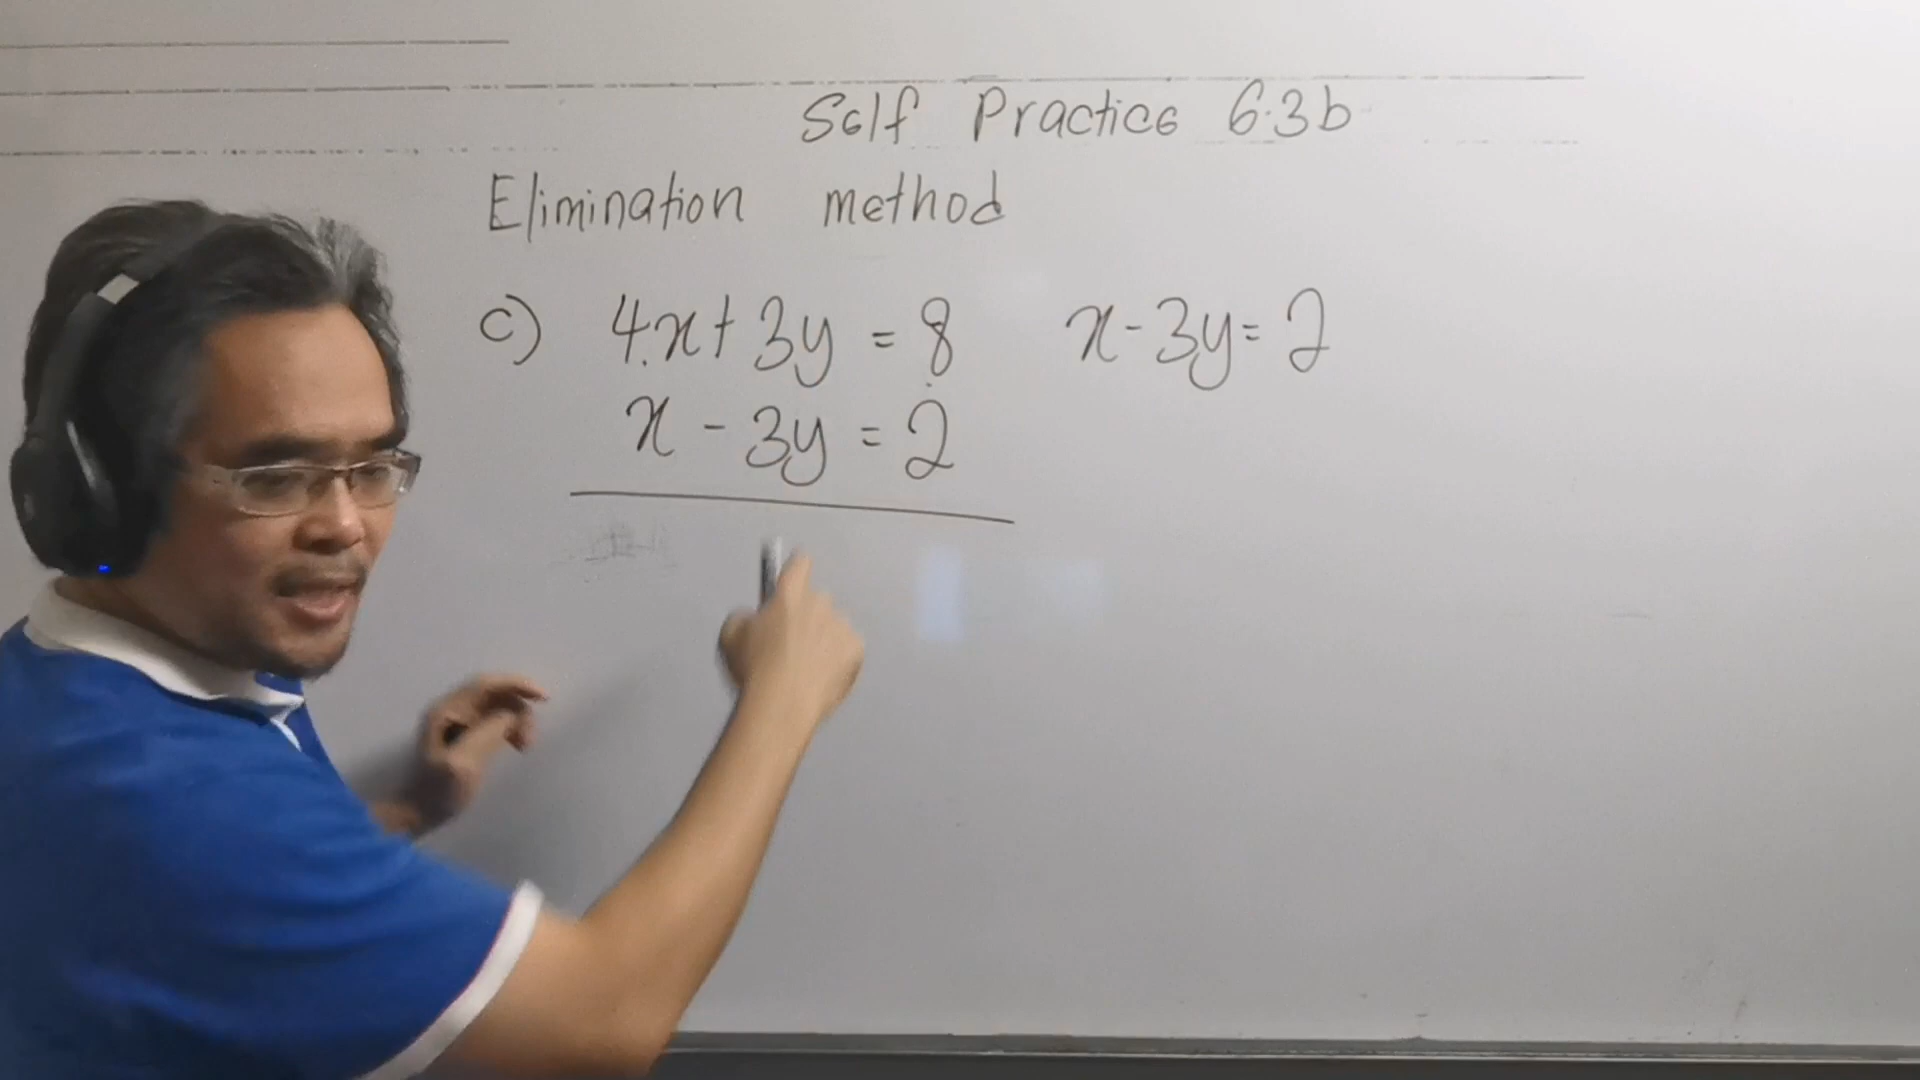 Self Practice 6.3b
Elimination method
c) 4x + 3y = 8 x - 3y = 2
x - 3y = 2